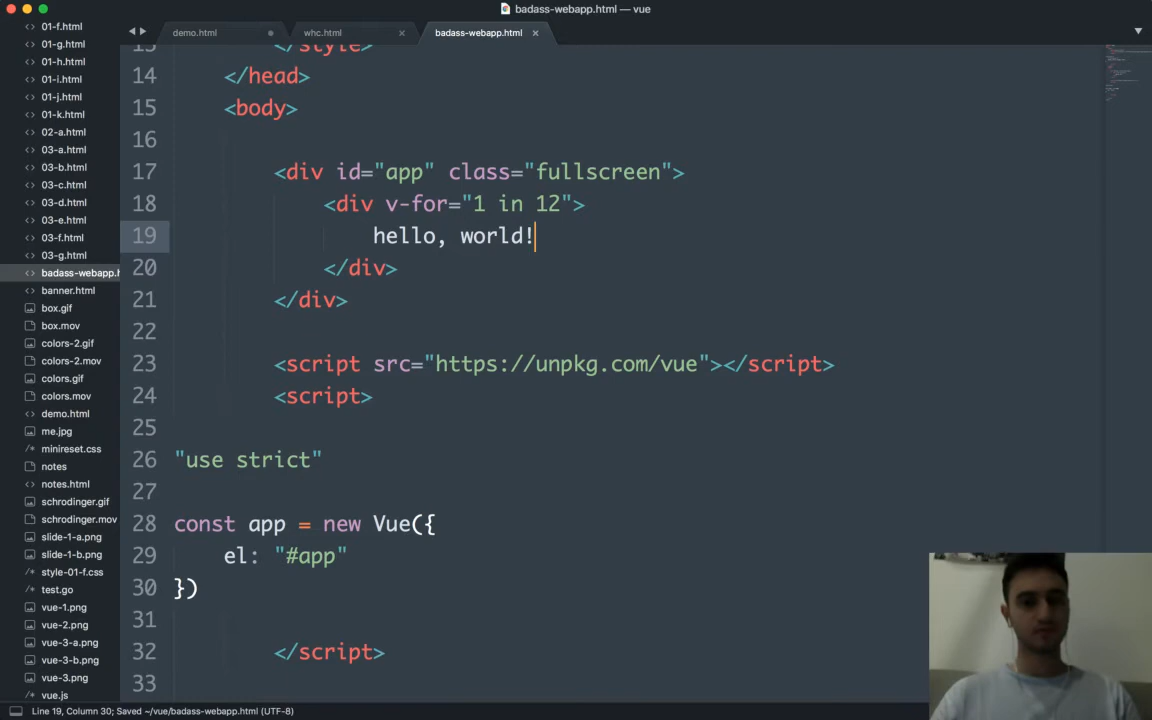 badass-webapp.html — vue
demo.html
whc.html
badass-webapp.html
01-f.html
01-g.html
01-h.html
01-i.html
01-j.html
01-k.html
02-a.html
03-a.html
03-b.html
03-c.html
03-d.html
03-e.html
03-f.html
03-g.html
badass-webapp.h
banner.html
box.gif
box.mov
colors-2.gif
colors-2.mov
colors.gif
colors.mov
demo.html
me.jpg
minireset.css
notes
notes.html
schrodinger.gif
schrodinger.mov
slide-1-a.png
slide-1-b.png
style-01-f.css
test.go
vue-1.png
vue-2.png
vue-3-a.png
vue-3-b.png
vue-3.png
vue.js
13 </style>
14 </head>
15 <body>
16
17 <div id="app" class="fullscreen">
18 <div v-for="1 in 12">
19 hello, world!
20 </div>
21 </div>
22
23 <script src="https://unpkg.com/vue"></script>
24 <script>
25
26 "use strict"
27
28 const app = new Vue({
29 el: "#app"
30 })
31
32 </script>
33
Line 19, Column 30; Saved ~/vue/badass-webapp.html (UTF-8)